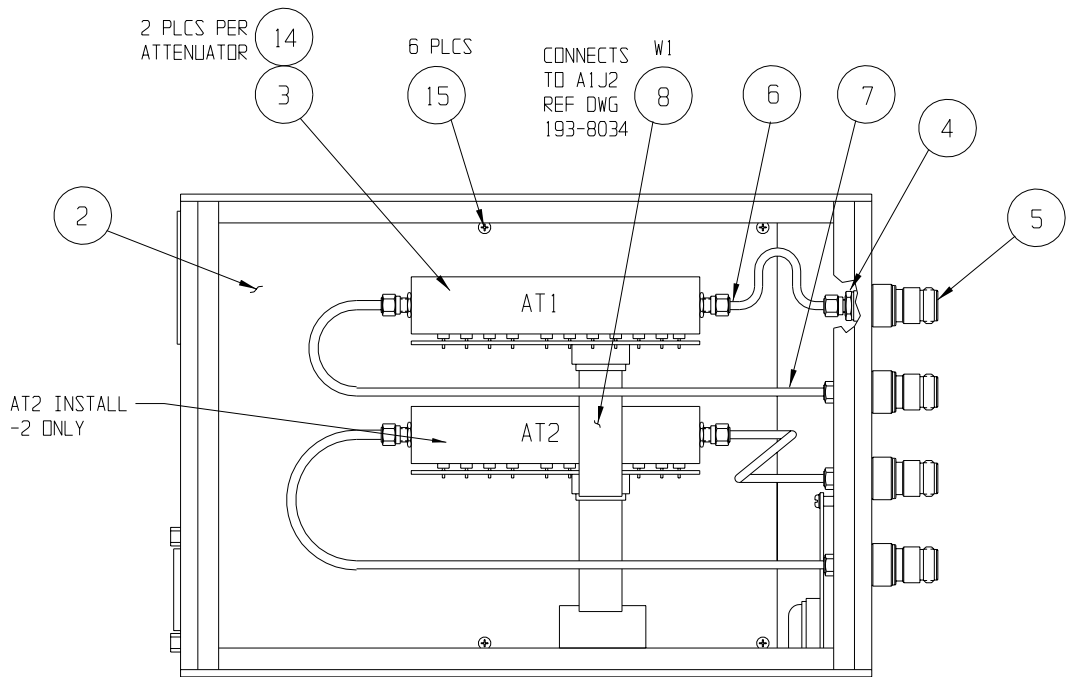 2 PLCS PER
ATTENUATOR
14
3
6 PLCS
15
CONNECTS
TO A1J2
REF DWG
193-8034
W1
8
6
7
4
2
5
AT1
AT2 INSTALL
-2 ONLY
AT2